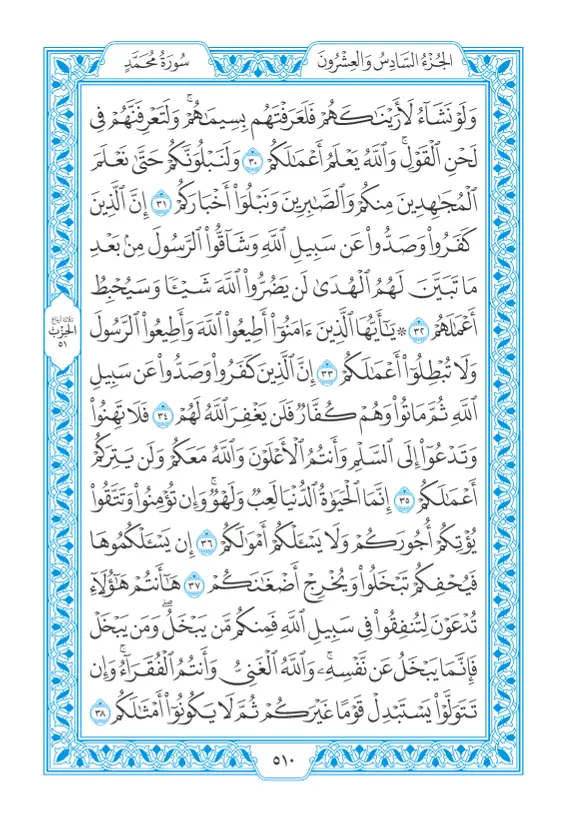 الجُزْءُ السَّادِسُ وَالعِشْرُونَ
سُورَةُ مُحَمَّدٍ
وَلَوْ نَشَآءُ لَأَرَيْنَٰكَهُمْ فَلَعَرَفْتَهُم بِسِيمَٰهُمْۚ وَلَتَعْرِفَنَّهُمْ فِى
لَحْنِ ٱلْقَوْلِۚ وَٱللَّهُ يَعْلَمُ أَعْمَٰلَكُمْ ٣٠ وَلَنَبْلُوَنَّكُمْ حَتَّىٰ نَعْلَمَ
ٱلْمُجَٰهِدِينَ مِنكُمْ وَٱلصَّٰبِرِينَ وَنَبْلُوَا۟ أَخْبَارَكُمْ ٣١ إِنَّ ٱلَّذِينَ
كَفَرُوا۟ وَصَدُّوا۟ عَن سَبِيلِ ٱللَّهِ وَشَآقُّوا۟ ٱلرَّسُولَ مِنۢ بَعْدِ
مَا تَبَيَّنَ لَهُمُ ٱلْهُدَىٰ لَن يَضُرُّوا۟ ٱللَّهَ شَيْـًٔا وَسَيُحْبِطُ
أَعْمَٰلَهُمْ ٣٢ ۞ يَٰٓأَيُّهَا ٱلَّذِينَ ءَامَنُوٓا۟ أَطِيعُوا۟ ٱللَّهَ وَأَطِيعُوا۟ ٱلرَّسُولَ
وَلَا تُبْطِلُوٓا۟ أَعْمَٰلَكُمْ ٣٣ إِنَّ ٱلَّذِينَ كَفَرُوا۟ وَصَدُّوا۟ عَن سَبِيلِ
ٱللَّهِ ثُمَّ مَاتُوا۟ وَهُمْ كُفَّارٌ فَلَن يَغْفِرَ ٱللَّهُ لَهُمْ ٣٤ فَلَا تَهِنُوا۟
وَتَدْعُوٓا۟ إِلَى ٱلسَّلْمِ وَأَنتُمُ ٱلْأَعْلَوْنَ وَٱللَّهُ مَعَكُمْ وَلَن يَتِرَكُمْ
أَعْمَٰلَكُمْ ٣٥ إِنَّمَا ٱلْحَيَوٰةُ ٱلدُّنْيَا لَعِبٌ وَلَهْوٌۚ وَإِن تُؤْمِنُوا۟ وَتَتَّقُوا۟
يُؤْتِكُمْ أُجُورَكُمْ وَلَا يَسْـَٔلْكُمْ أَمْوَٰلَكُمْ ٣٦ إِن يَسْـَٔلْكُمُوهَا
فَيُحْفِكُمْ تَبْخَلُوا۟ وَيُخْرِجْ أَضْغَٰنَكُمْ ٣٧ هَٰٓأَنتُمْ هَٰٓؤُلَآءِ
تُدْعَوْنَ لِتُنفِقُوا۟ فِى سَبِيلِ ٱللَّهِ فَمِنكُم مَّن يَبْخَلُۖ وَمَن يَبْخَلْ
فَإِنَّمَا يَبْخَلُ عَن نَّفْسِهِۦۚ وَٱللَّهُ ٱلْغَنِىُّ وَأَنتُمُ ٱلْفُقَرَآءُۚ وَإِن
تَتَوَلَّوْا۟ يَسْتَبْدِلْ قَوْمًا غَيْرَكُمْ ثُمَّ لَا يَكُونُوٓا۟ أَمْثَٰلَكُم ٣٨
ثلاثة أرباع
الحزب
٥١
٥١٠